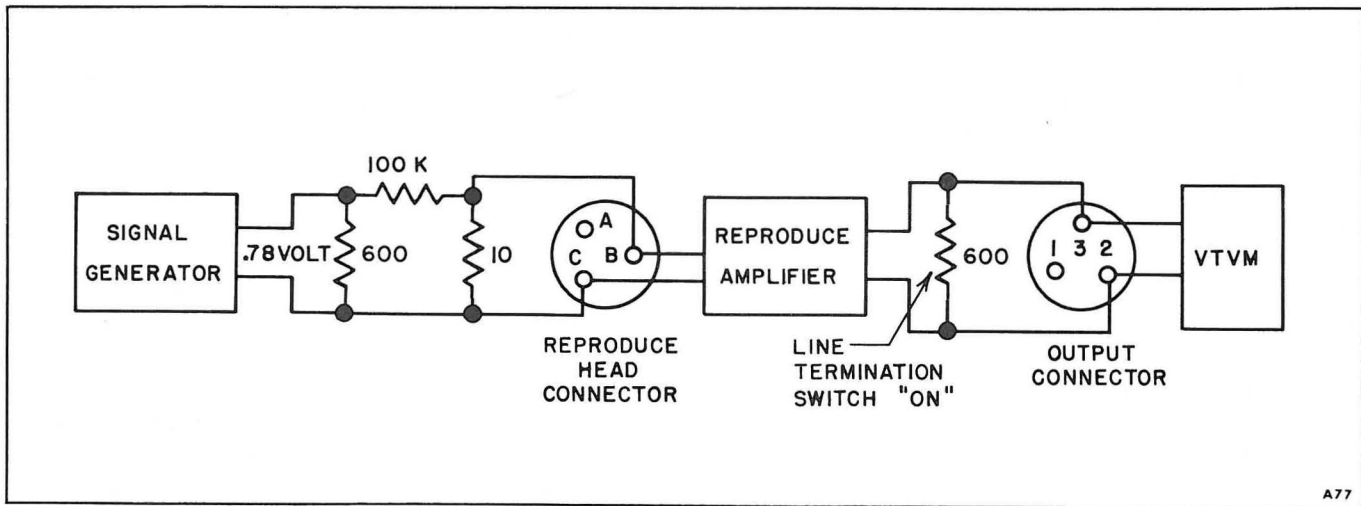 SIGNAL
GENERATOR
.78VOLT
600
100 K
10
A
B
C
REPRODUCE
HEAD
CONNECTOR
REPRODUCE
AMPLIFIER
600
LINE
TERMINATION
SWITCH "ON"
1 3 2
OUTPUT
CONNECTOR
VTVM
A77